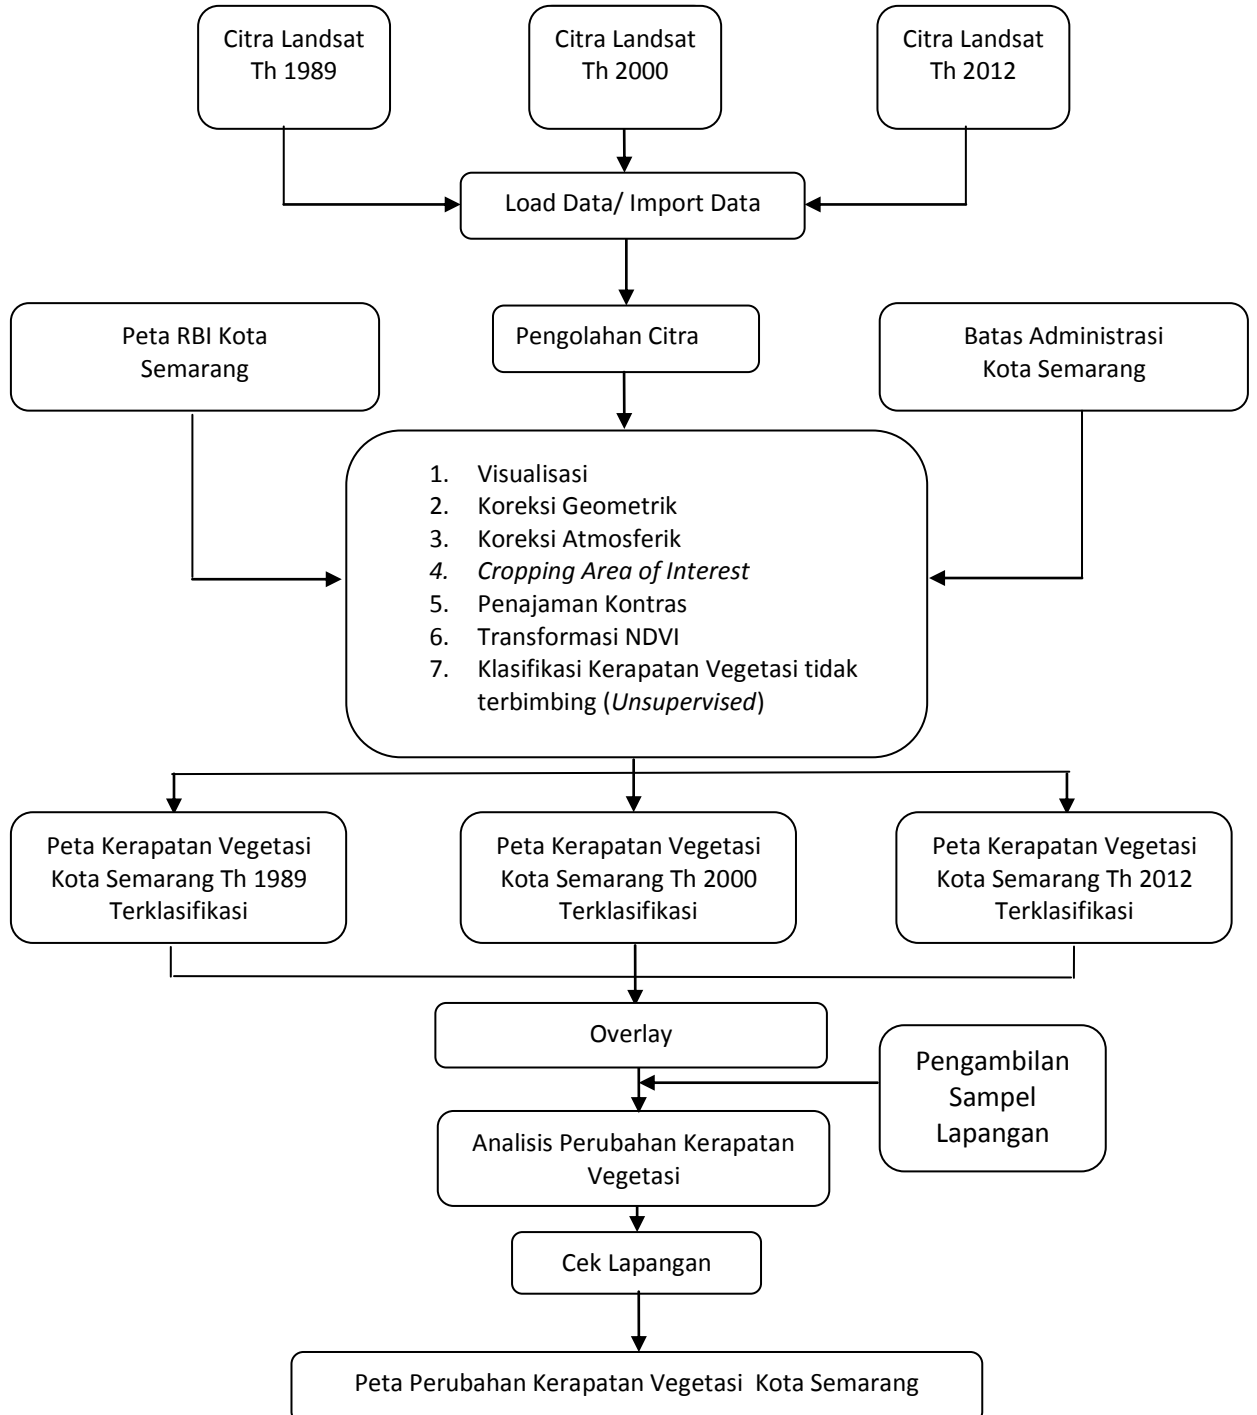 Citra Landsat
Th 1989
Citra Landsat
Th 2000
Citra Landsat
Th 2012
Load Data/ Import Data
Peta RBI Kota
Semarang
Pengolahan Citra
Batas Administrasi
Kota Semarang
1. Visualisasi
2. Koreksi Geometrik
3. Koreksi Atmosferik
4. Cropping Area of Interest
5. Penajaman Kontras
6. Transformasi NDVI
7. Klasifikasi Kerapatan Vegetasi tidak
terbimbing (Unsupervised)
Peta Kerapatan Vegetasi
Kota Semarang Th 1989
Terklasifikasi
Peta Kerapatan Vegetasi
Kota Semarang Th 2000
Terklasifikasi
Peta Kerapatan Vegetasi
Kota Semarang Th 2012
Terklasifikasi
Overlay
Pengambilan
Sampel
Lapangan
Analisis Perubahan Kerapatan
Vegetasi
Cek Lapangan
Peta Perubahan Kerapatan Vegetasi Kota Semarang